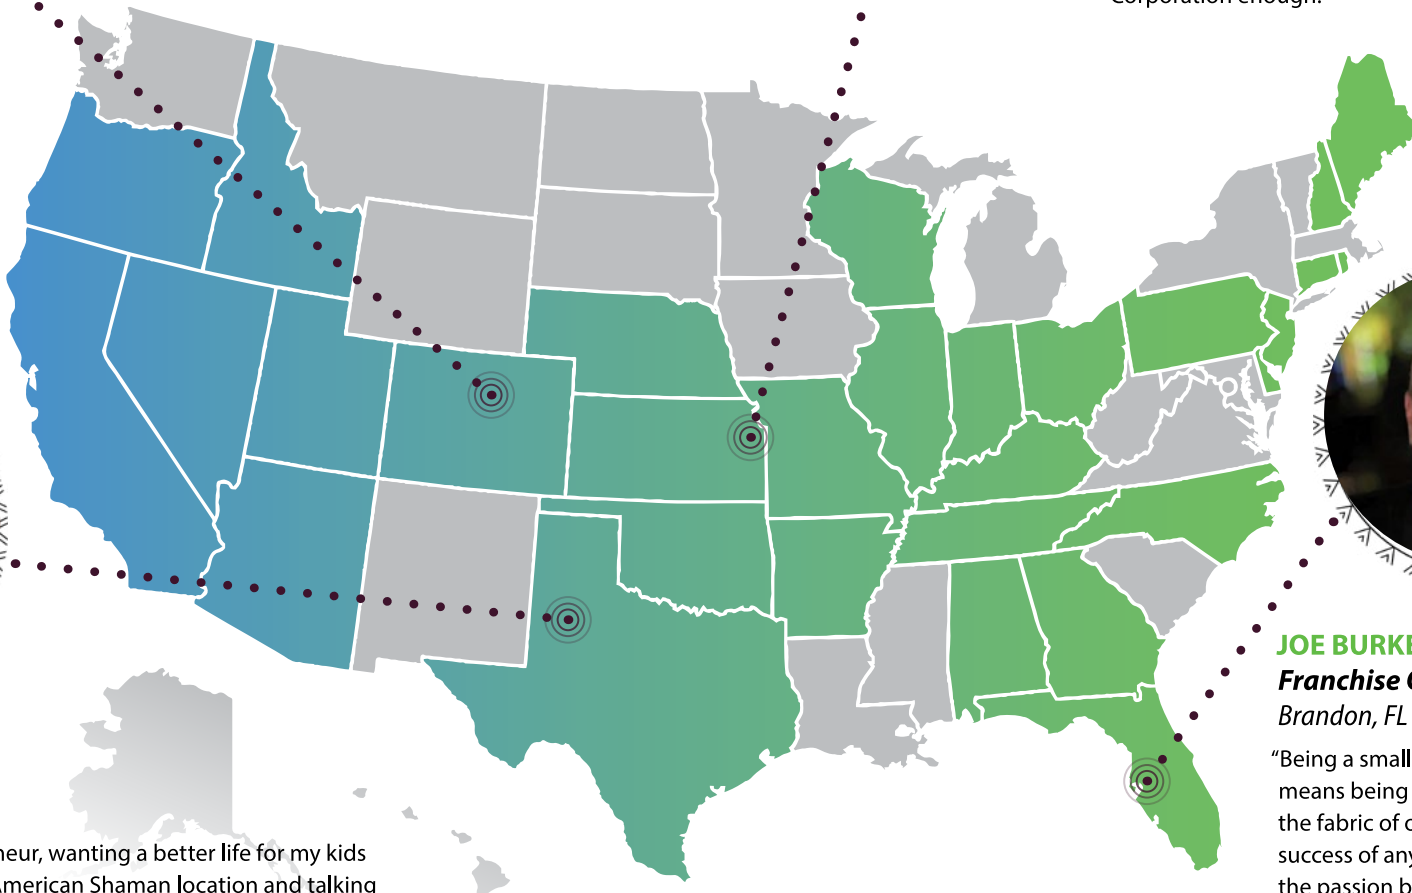 Corporation enough.
JOE BURKE
Franchise
Brandon, FL
“Being a small
means being
the fabric of
success of any
the passion
neur, wanting a better life for my kids
American Shaman location and talking